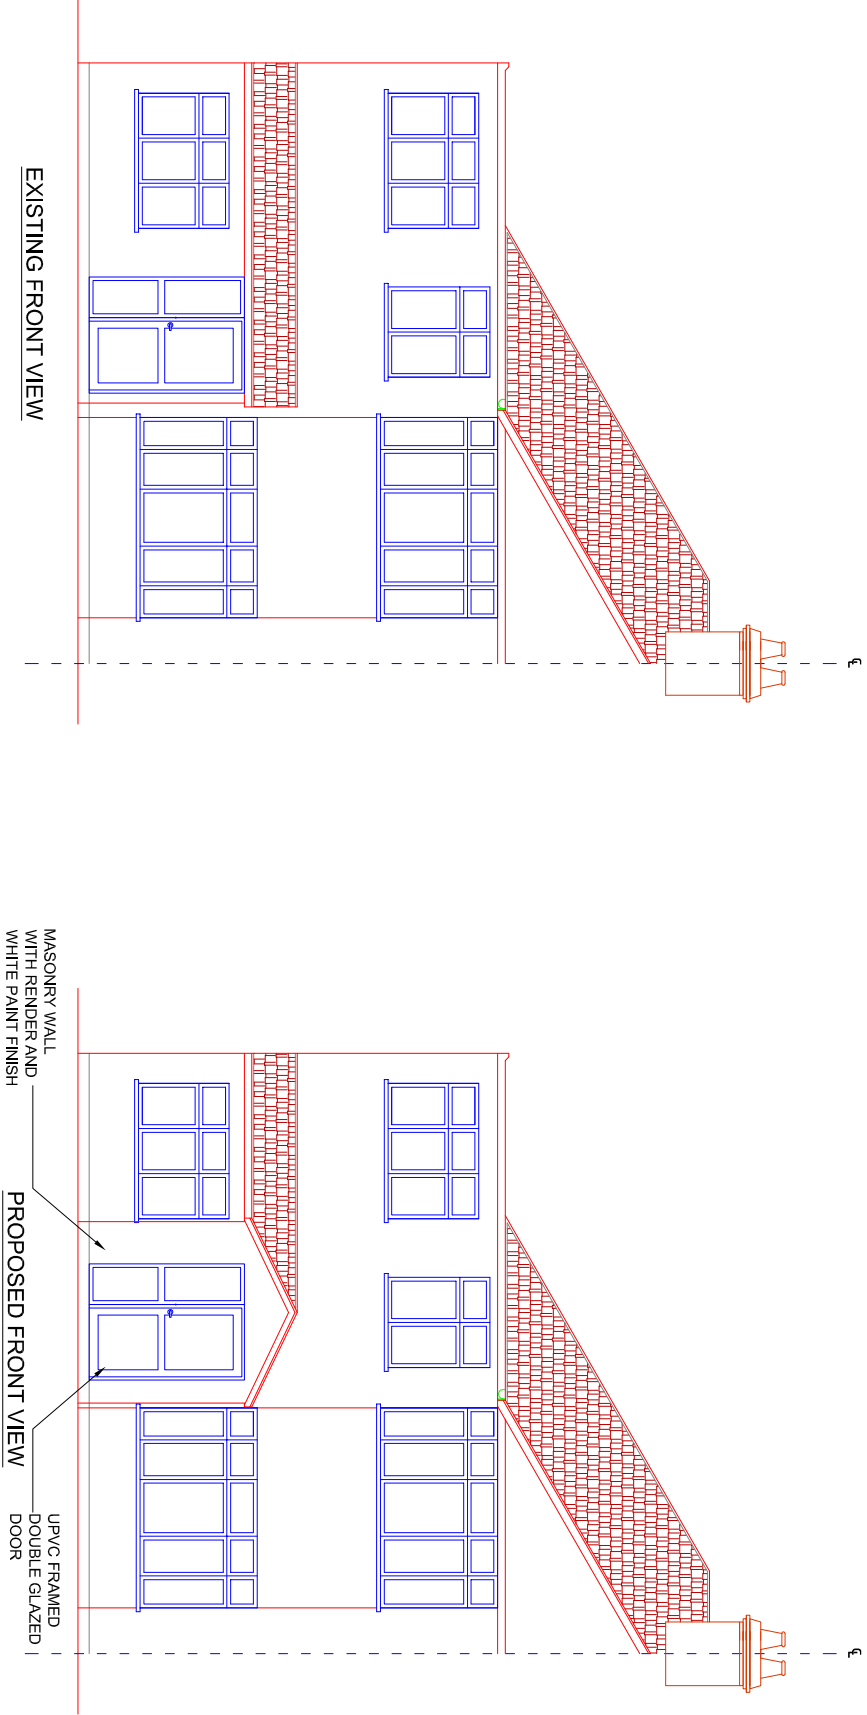 ℄
EXISTING FRONT VIEW
℄
MASONRY WALL
WITH RENDER AND
WHITE PAINT FINISH
PROPOSED FRONT VIEW
UPVC FRAMED
DOUBLE GLAZED
DOOR